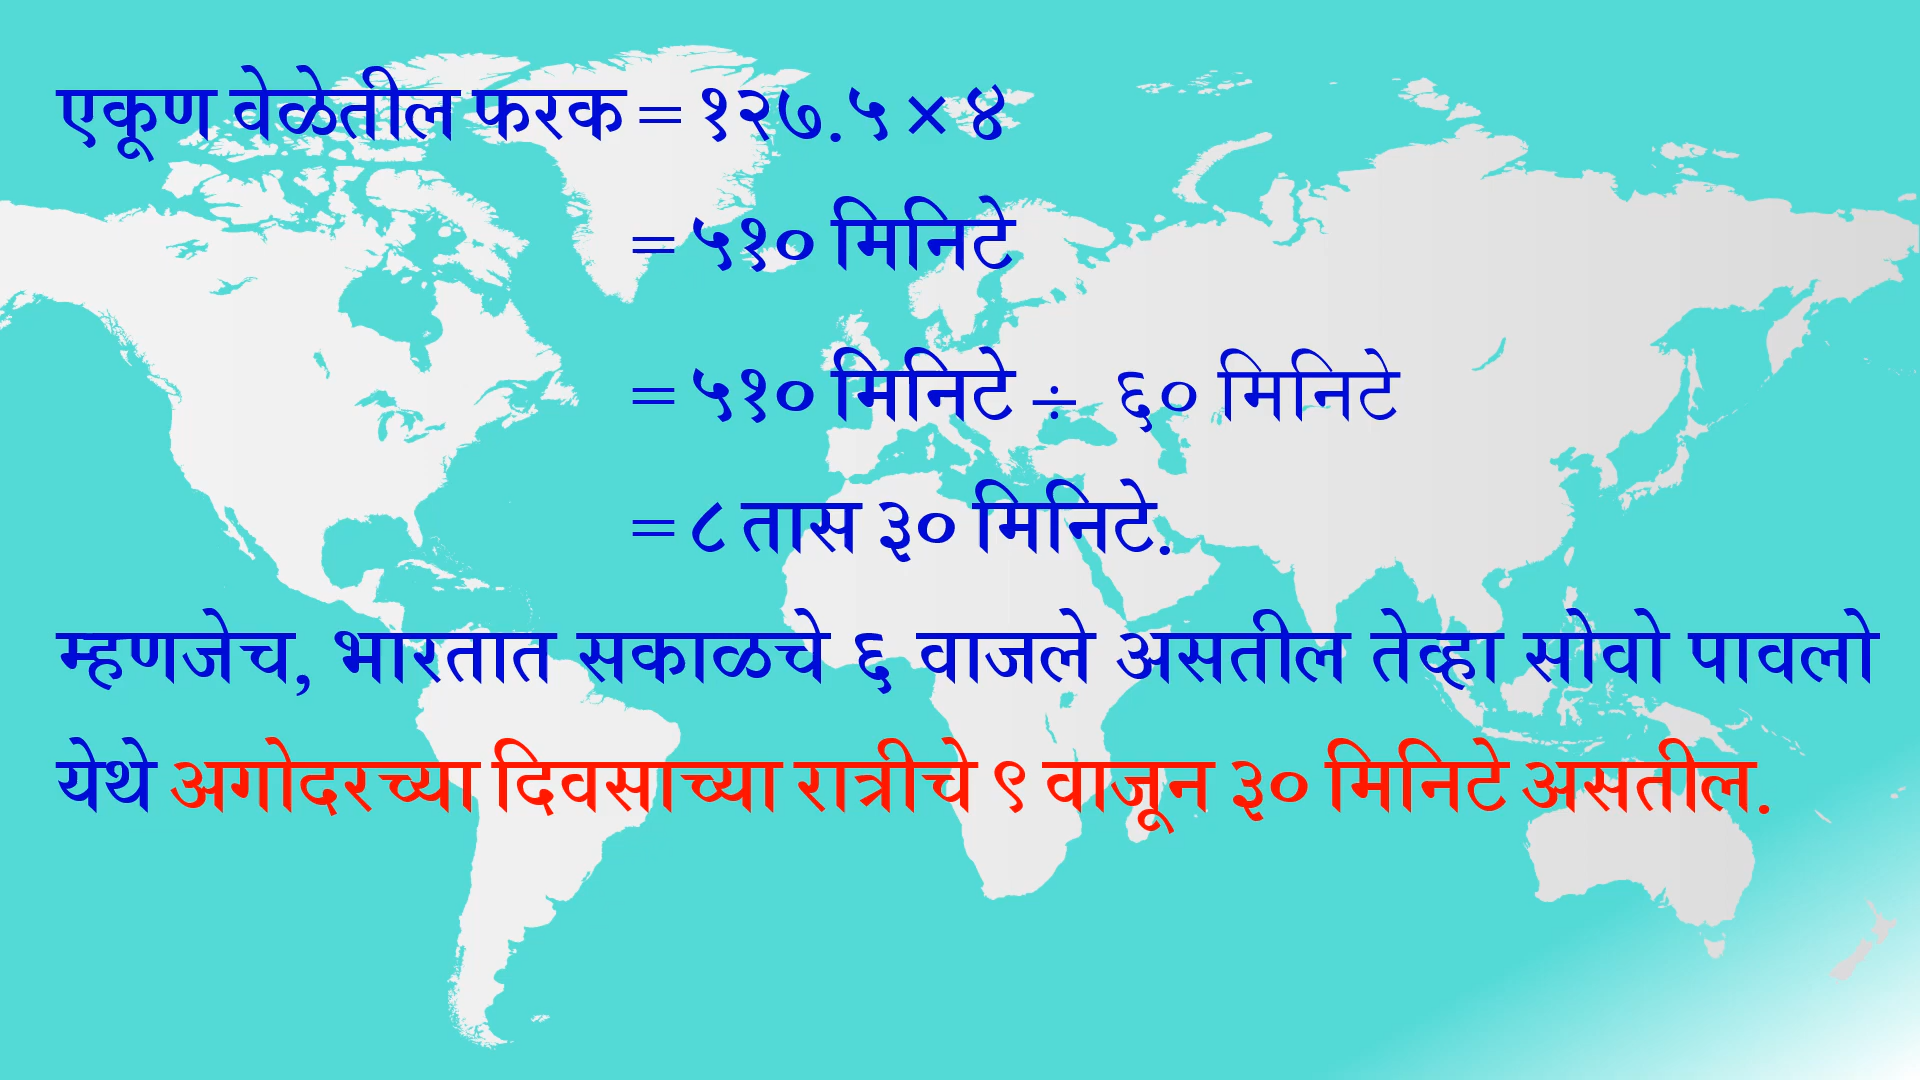 एकूण वेळेतील फरक = १२७.५ × ४
= ५१० मिनिटे
= ५१० मिनिटे ÷ ६० मिनिटे
= ८ तास ३० मिनिटे.
म्हणजेच, भारतात सकाळचे ६ वाजले असतील तेव्हा सोवो पावलो
येथे अगोदरच्या दिवसाच्या रात्रीचे ९ वाजून ३० मिनिटे असतील.